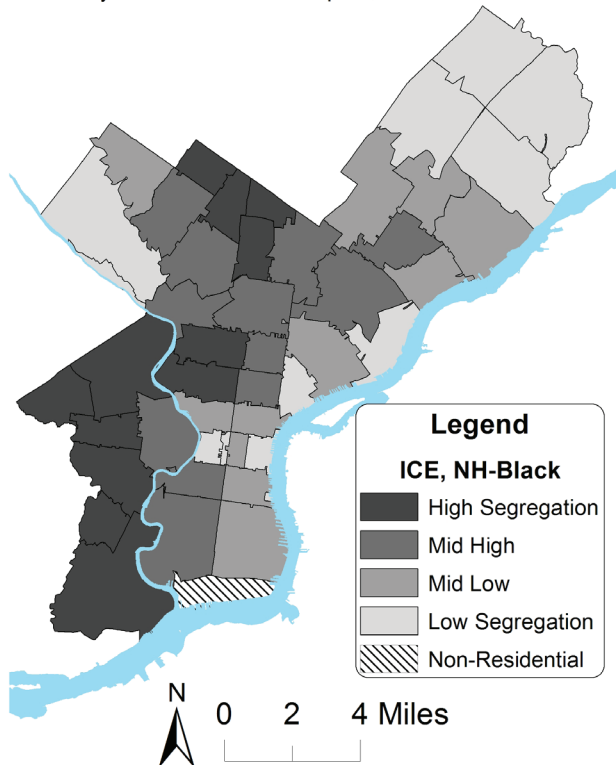 Legend
ICE, NH-Black
High Segregation
Mid High
Mid Low
Low Segregation
Non-Residential
N
0 2 4 Miles